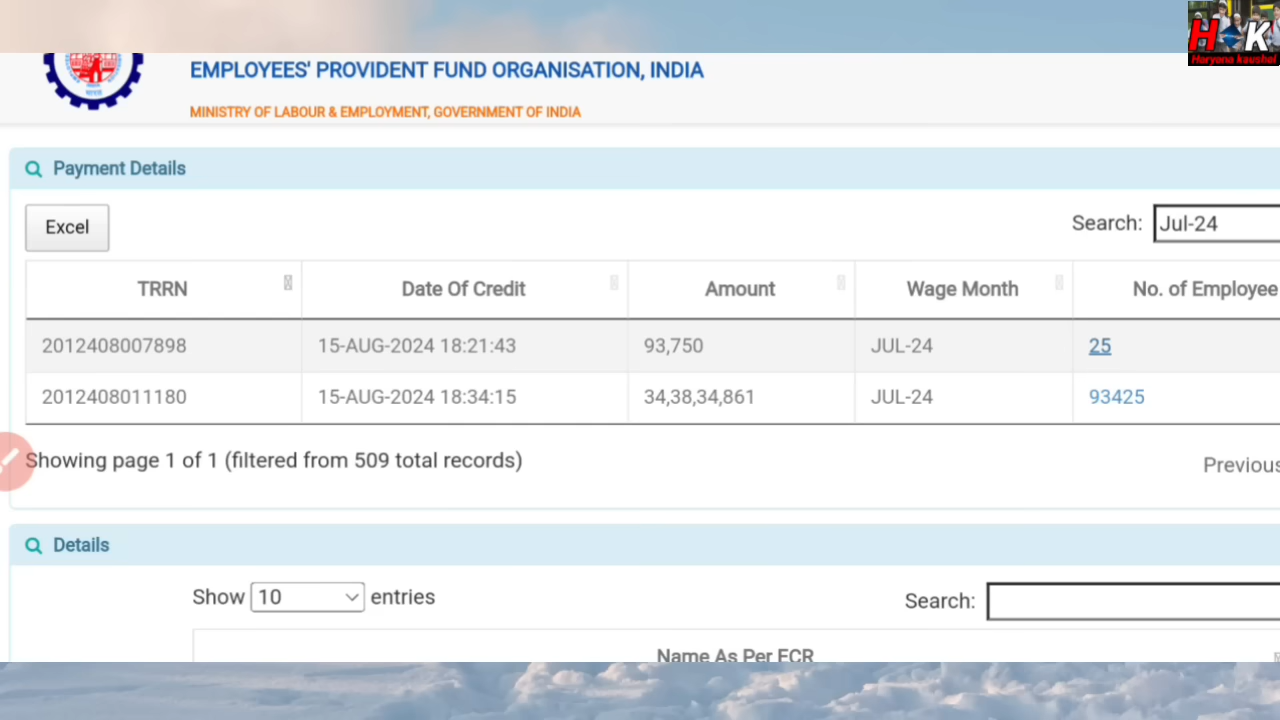 H K
Haryana kaushal
EMPLOYEES' PROVIDENT FUND ORGANISATION, INDIA
MINISTRY OF LABOUR & EMPLOYMENT, GOVERNMENT OF INDIA
Payment Details
Excel
Search: Jul-24
TRRN Date Of Credit Amount Wage Month No. of Employee
2012408007898 15-AUG-2024 18:21:43 93,750 JUL-24 25
2012408011180 15-AUG-2024 18:34:15 34,38,34,861 JUL-24 93425
Showing page 1 of 1 (filtered from 509 total records)
Previous
Details
Show 10 entries
Search:
Name As Per ECR